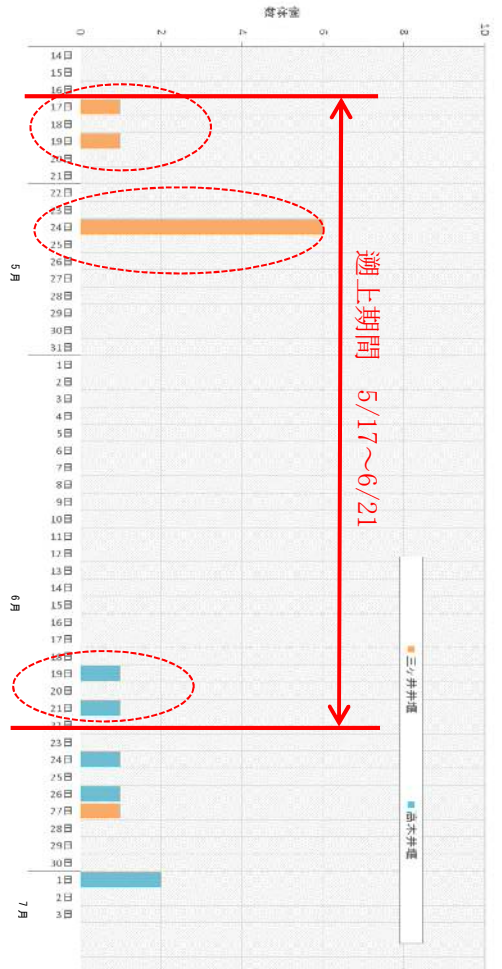 個体数
10
8
6
4
2
0
三ヶ井井堰
高木井堰
遡上期間　5/17～6/21
14日
15日
16日
17日
18日
19日
20日
21日
22日
23日
24日
25日
26日
27日
28日
29日
30日
31日
1日
2日
3日
4日
5日
6日
7日
8日
9日
10日
11日
12日
13日
14日
15日
16日
17日
18日
19日
20日
21日
22日
23日
24日
25日
26日
27日
28日
29日
30日
1日
2日
3日
5月
6月
7月